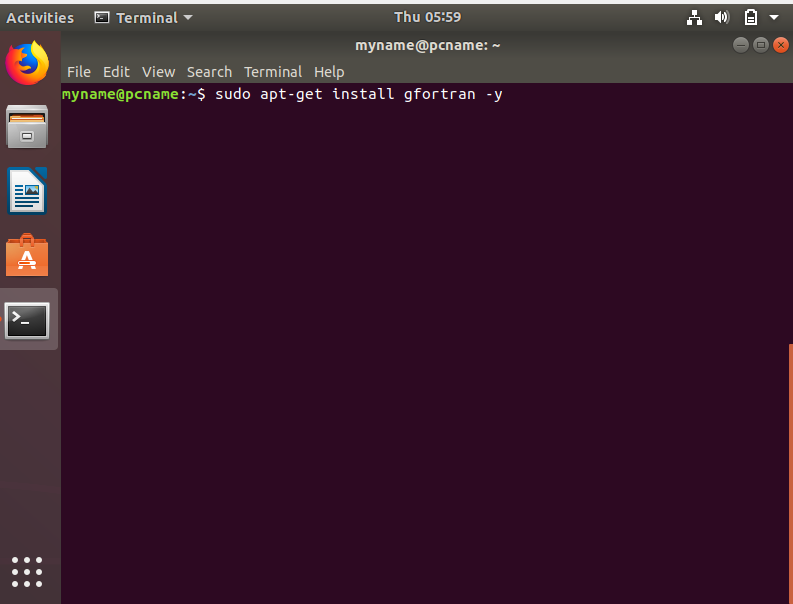 Activities Terminal Thu 05:59
myname@pcname: ~
File Edit View Search Terminal Help
myname@pcname:~$ sudo apt-get install gfortran -y